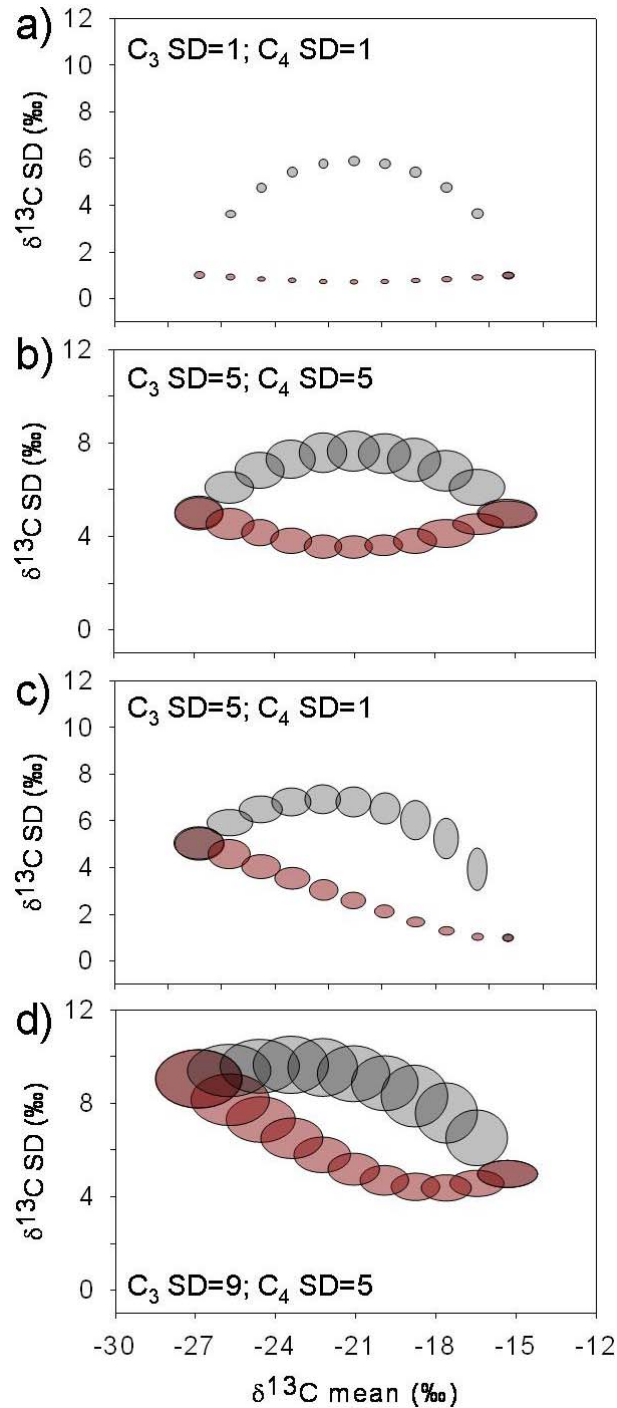 a)
C₃ SD=1; C₄ SD=1
12
10
8
6
4
2
0
δ¹³C SD (‰)
b)
C₃ SD=5; C₄ SD=5
12
8
4
0
δ¹³C SD (‰)
c)
C₃ SD=5; C₄ SD=1
12
10
8
6
4
2
0
δ¹³C SD (‰)
d)
12
8
4
0
δ¹³C SD (‰)
C₃ SD=9; C₄ SD=5
-30 -27 -24 -21 -18 -15 -12
δ¹³C mean (‰)